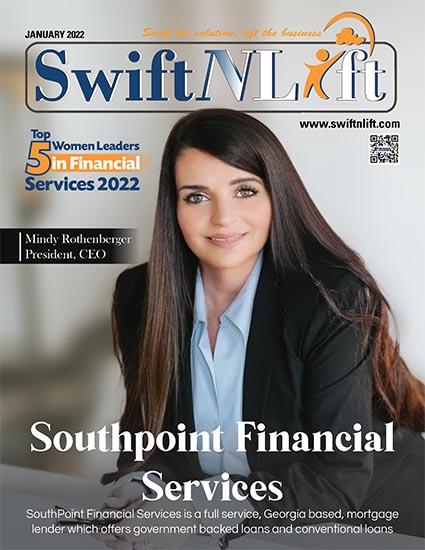 Swift the solution, lift the business
JANUARY 2022
SwiftNLift
www.swiftnlift.com
Top
5 Women Leaders
in Financial
Services 2022
Mindy Rothenberger
President, CEO
Southpoint Financial
Services
SouthPoint Financial Services is a full service, Georgia based, mortgage
lender which offers government backed loans and conventional loans